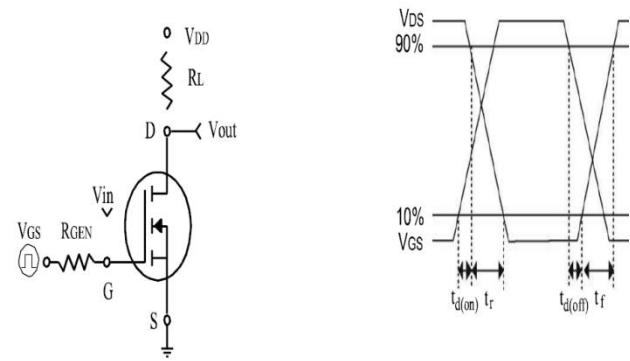 VDD
RL
D
Vout
Vin
VGS
RGEN
G
S
VDS
90%
10%
VGS
td(on) tr td(off) tf